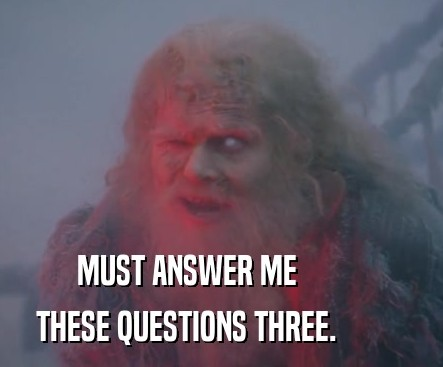 MUST ANSWER ME
THESE QUESTIONS THREE.